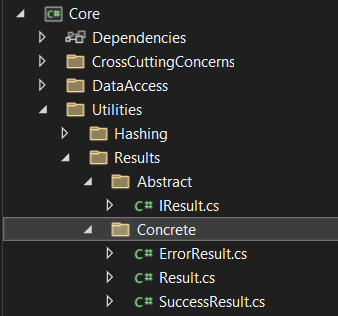 C# Core
Dependencies
CrossCuttingConcerns
DataAccess
Utilities
Hashing
Results
Abstract
C# IResult.cs
Concrete
C# ErrorResult.cs
C# Result.cs
C# SuccessResult.cs